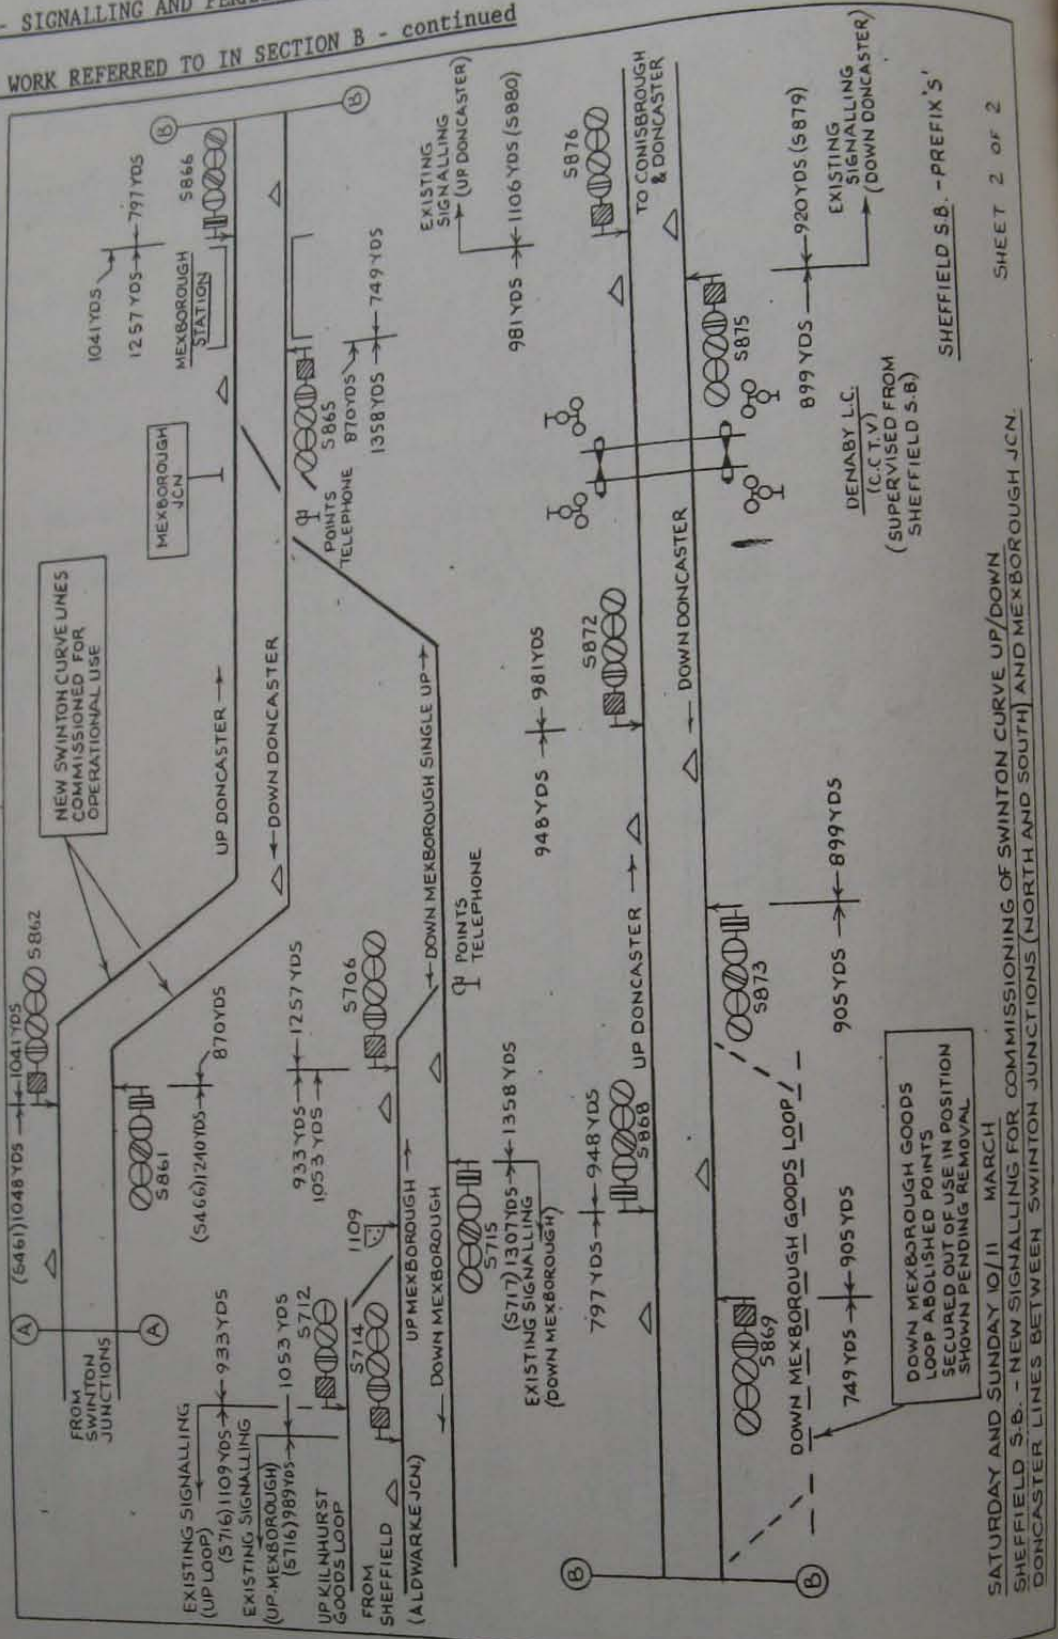 - SIGNALLING AND
WORK REFERRED TO IN SECTION B - continued
(S461) 1048 YDS
1041 YDS
S862
A
A
FROM
SWINTON
JUNCTIONS
S861
(S466) 1240 YDS
870 YDS
NEW SWINTON CURVE LINES
COMMISSIONED FOR
OPERATIONAL USE
UP DONCASTER
DOWN DONCASTER
MEXBOROUGH
JCN
1041 YDS
1257 YDS
797 YDS
MEXBOROUGH
STATION
S866
B
B
EXISTING SIGNALLING
(UP LOOP)
(S716) 1109 YDS
933 YDS
EXISTING SIGNALLING
(UP MEXBOROUGH)
(S716) 989 YDS
1053 YDS
S712
UP KILNHURST
GOODS LOOP
S714
FROM
SHEFFIELD
(ALDWARKE JCN.)
1109
933 YDS
1257 YDS
1053 YDS
S706
UP MEXBOROUGH
DOWN MEXBOROUGH
DOWN MEXBOROUGH SINGLE UP
POINTS
TELEPHONE
POINTS
TELEPHONE
S865
870 YDS
1358 YDS
749 YDS
S715
(S717) 1307 YDS
1358 YDS
EXISTING SIGNALLING
(DOWN MEXBOROUGH)
797 YDS
948 YDS
S868
UP DONCASTER
948 YDS
981 YDS
S872
EXISTING
SIGNALLING
(UP DONCASTER)
981 YDS
1106 YDS (S880)
S876
TO CONISBROUGH
& DONCASTER
B
B
DOWN DONCASTER
S869
DOWN MEXBOROUGH GOODS LOOP
749 YDS
905 YDS
S873
905 YDS
899 YDS
S875
899 YDS
920 YDS (S879)
EXISTING
SIGNALLING
(DOWN DONCASTER)
DENABY L.C.
(C.C.T.V)
(SUPERVISED FROM
SHEFFIELD S.B)
DOWN MEXBOROUGH GOODS
LOOP ABOLISHED POINTS
SECURED OUT OF USE IN POSITION
SHOWN PENDING REMOVAL
SHEFFIELD S.B. - PREFIX 'S'
SATURDAY AND SUNDAY 10/11 MARCH
SHEET 2 OF 2
SHEFFIELD S.B. - NEW SIGNALLING FOR COMMISSIONING OF SWINTON CURVE UP/DOWN
DONCASTER LINES BETWEEN SWINTON JUNCTIONS (NORTH AND SOUTH) AND MEXBOROUGH JCN.